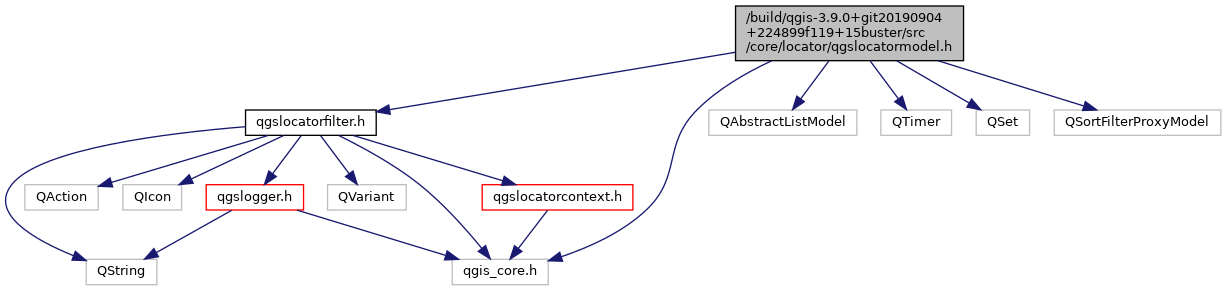 /build/qgis-3.9.0+git20190904
+224899f119+15buster/src
/core/locator/qgslocatormodel.h
qgslocatorfilter.h
QAbstractListModel
QTimer
QSet
QSortFilterProxyModel
QAction
QIcon
qgslogger.h
QVariant
qgslocatorcontext.h
QString
qgis_core.h